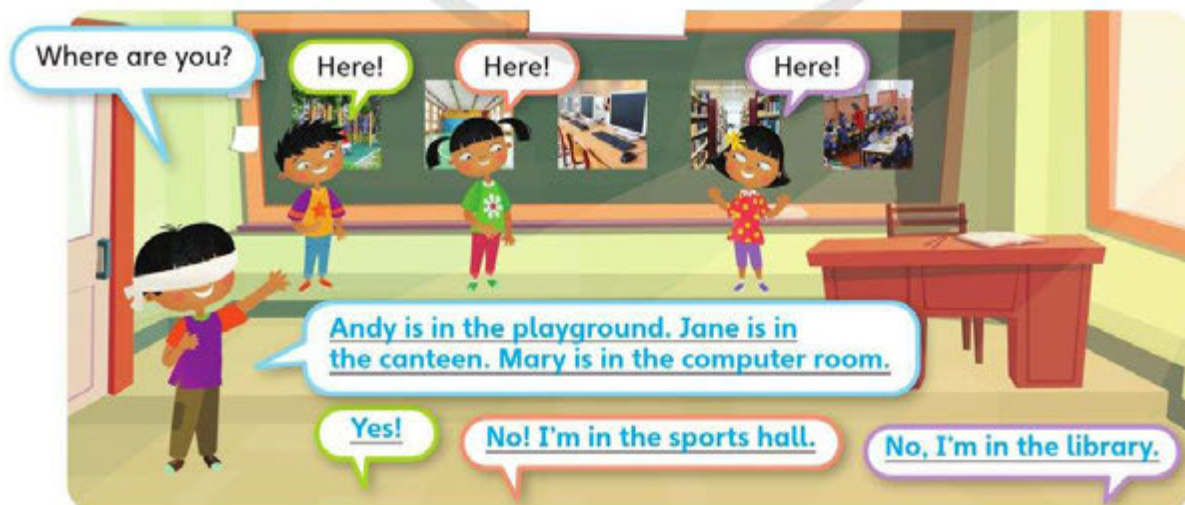 Where are you?
Here!
Here!
Here!
Andy is in the playground. Jane is in
the canteen. Mary is in the computer room.
Yes!
No! I'm in the sports hall.
No, I'm in the library.